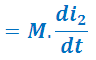 = M. di₂/dt